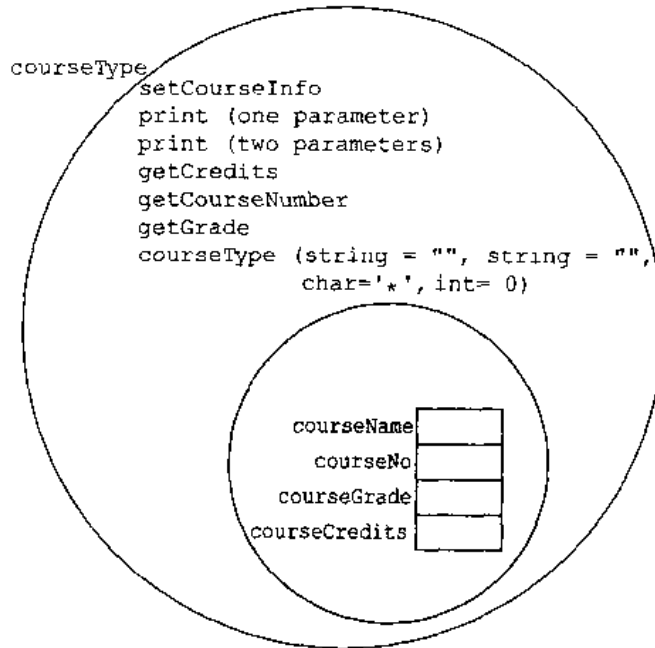 courseType
setCourseInfo
print (one parameter)
print (two parameters)
getCredits
getCourseNumber
getGrade
courseType (string = "", string = "",
char='*', int= 0)
courseName
courseNo
courseGrade
courseCredits